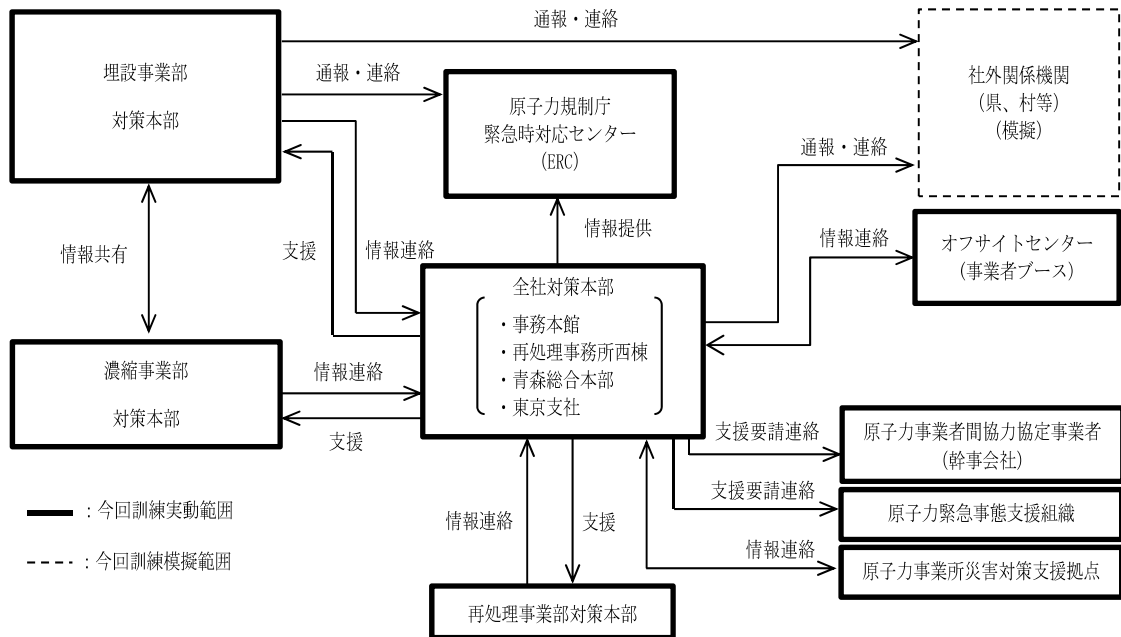 通報・連絡
埋設事業部
対策本部
通報・連絡
原子力規制庁
緊急時対応センター
(ERC)
社外関係機関
(県、村等)
(模擬)
通報・連絡
情報共有
支援
情報連絡
情報提供
情報連絡
オフサイトセンター
(事業者ブース)
全社対策本部
・事務本館
・再処理事務所西棟
・青森総合本部
・東京支社
濃縮事業部
対策本部
情報連絡
支援
支援要請連絡
原子力事業者間協力協定事業者
(幹事会社)
支援要請連絡
原子力緊急事態支援組織
情報連絡
原子力事業所災害対策支援拠点
情報連絡
支援
再処理事業部対策本部
：今回訓練実動範囲
：今回訓練模擬範囲